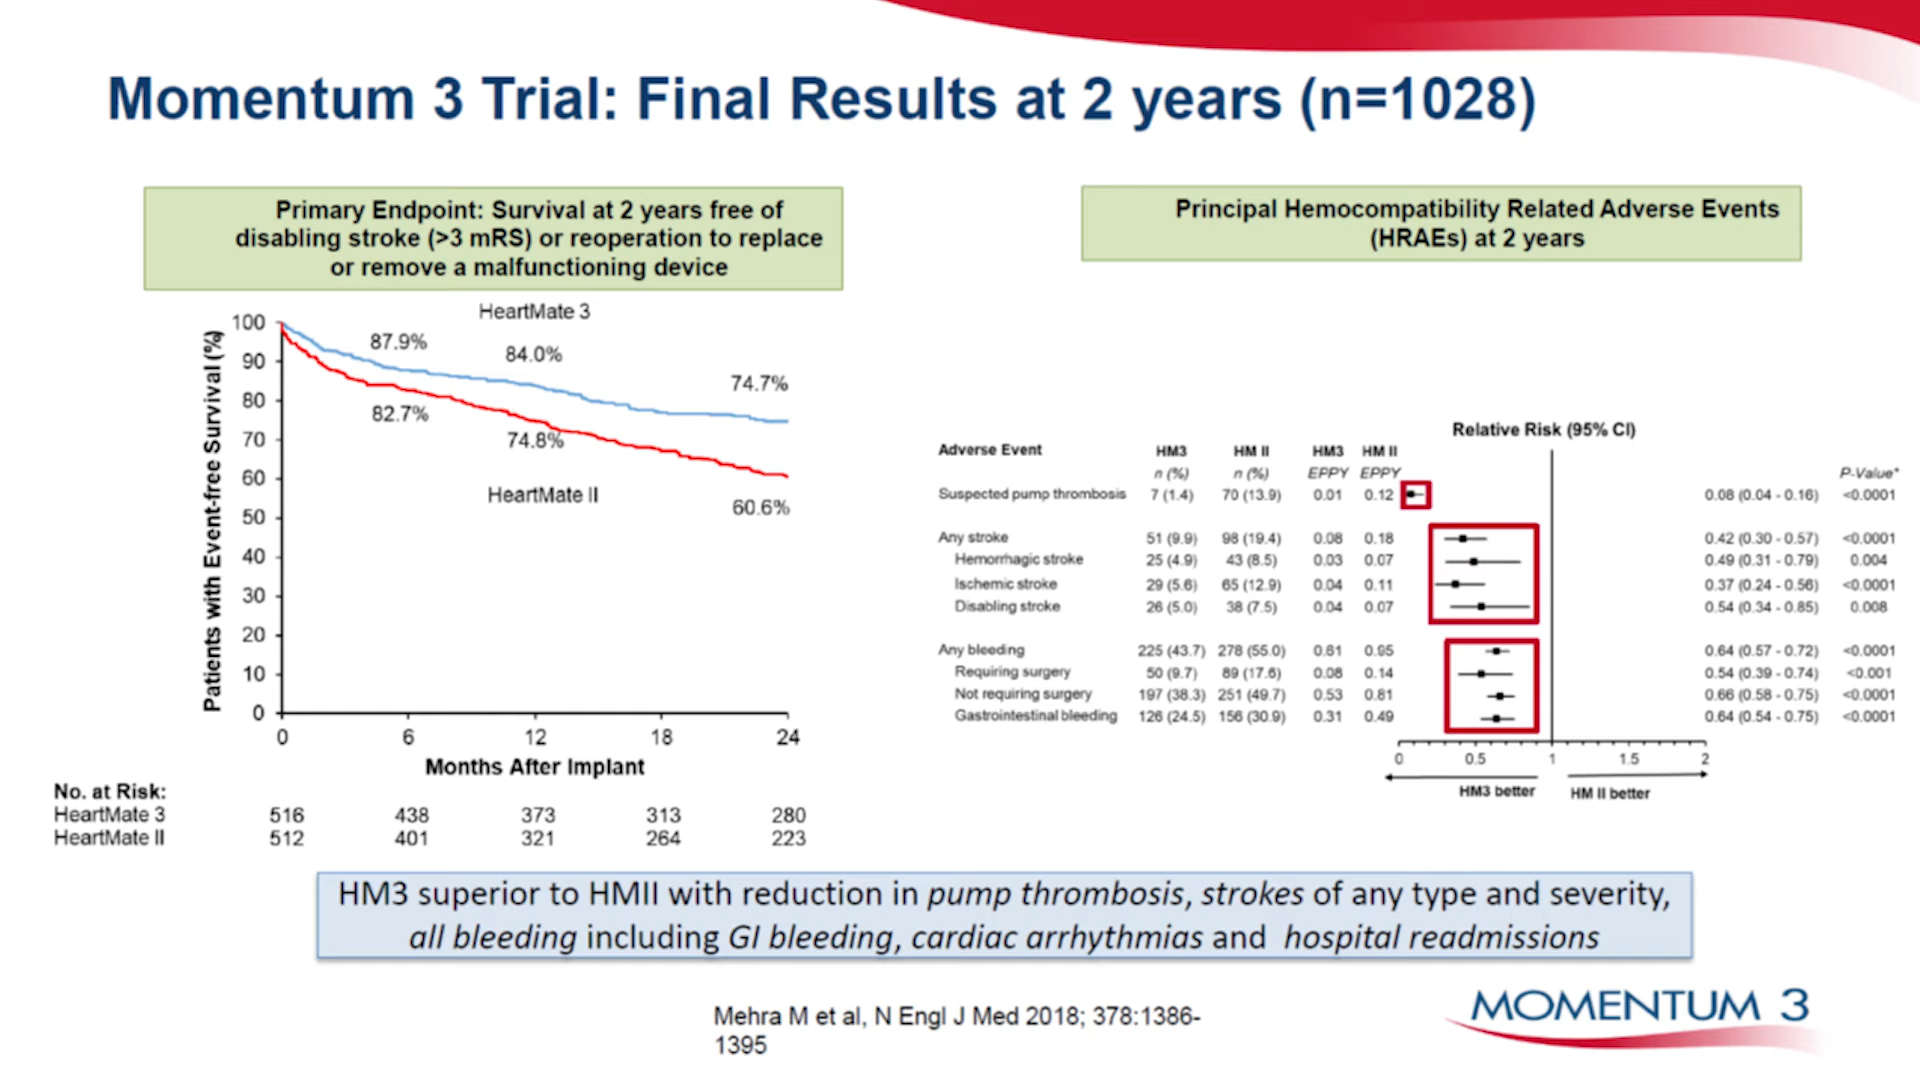 Momentum 3 Trial: Final Results at 2 years (n=1028)
Primary Endpoint: Survival at 2 years free of
disabling stroke (>3 mRS) or reoperation to replace
or remove a malfunctioning device
Patients with Event-free Survival (%)
100
90
80
70
60
50
40
30
20
10
0
HeartMate 3
87.9%
84.0%
74.7%
82.7%
74.8%
HeartMate II
60.6%
0 6 12 18 24
Months After Implant
No. at Risk:
HeartMate 3 516 438 373 313 280
HeartMate II 512 401 321 264 223
Principal Hemocompatibility Related Adverse Events
(HRAEs) at 2 years
Relative Risk (95% CI)
Adverse Event HM3 HM II HM3 HM II
n (%) n (%) EPPY EPPY P-Value*
Suspected pump thrombosis 7 (1.4) 70 (13.9) 0.01 0.12 0.08 (0.04 - 0.16) <0.0001
Any stroke 51 (9.9) 98 (19.4) 0.08 0.18 0.42 (0.30 - 0.57) <0.0001
Hemorrhagic stroke 25 (4.9) 43 (8.5) 0.03 0.07 0.49 (0.31 - 0.79) 0.004
Ischemic stroke 29 (5.6) 65 (12.9) 0.04 0.11 0.37 (0.24 - 0.56) <0.0001
Disabling stroke 26 (5.0) 38 (7.5) 0.04 0.07 0.54 (0.34 - 0.85) 0.008
Any bleeding 225 (43.7) 278 (55.0) 0.61 0.95 0.64 (0.57 - 0.72) <0.0001
Requiring surgery 50 (9.7) 89 (17.6) 0.08 0.14 0.54 (0.39 - 0.74) <0.001
Not requiring surgery 197 (38.3) 251 (49.7) 0.53 0.81 0.66 (0.58 - 0.75) <0.0001
Gastrointestinal bleeding 126 (24.5) 156 (30.9) 0.31 0.49 0.64 (0.54 - 0.75) <0.0001
0 0.5 1 1.5 2
HM3 better HM II better
HM3 superior to HMII with reduction in pump thrombosis, strokes of any type and severity,
all bleeding including GI bleeding, cardiac arrhythmias and hospital readmissions
Mehra M et al, N Engl J Med 2018; 378:1386-
1395
MOMENTUM 3